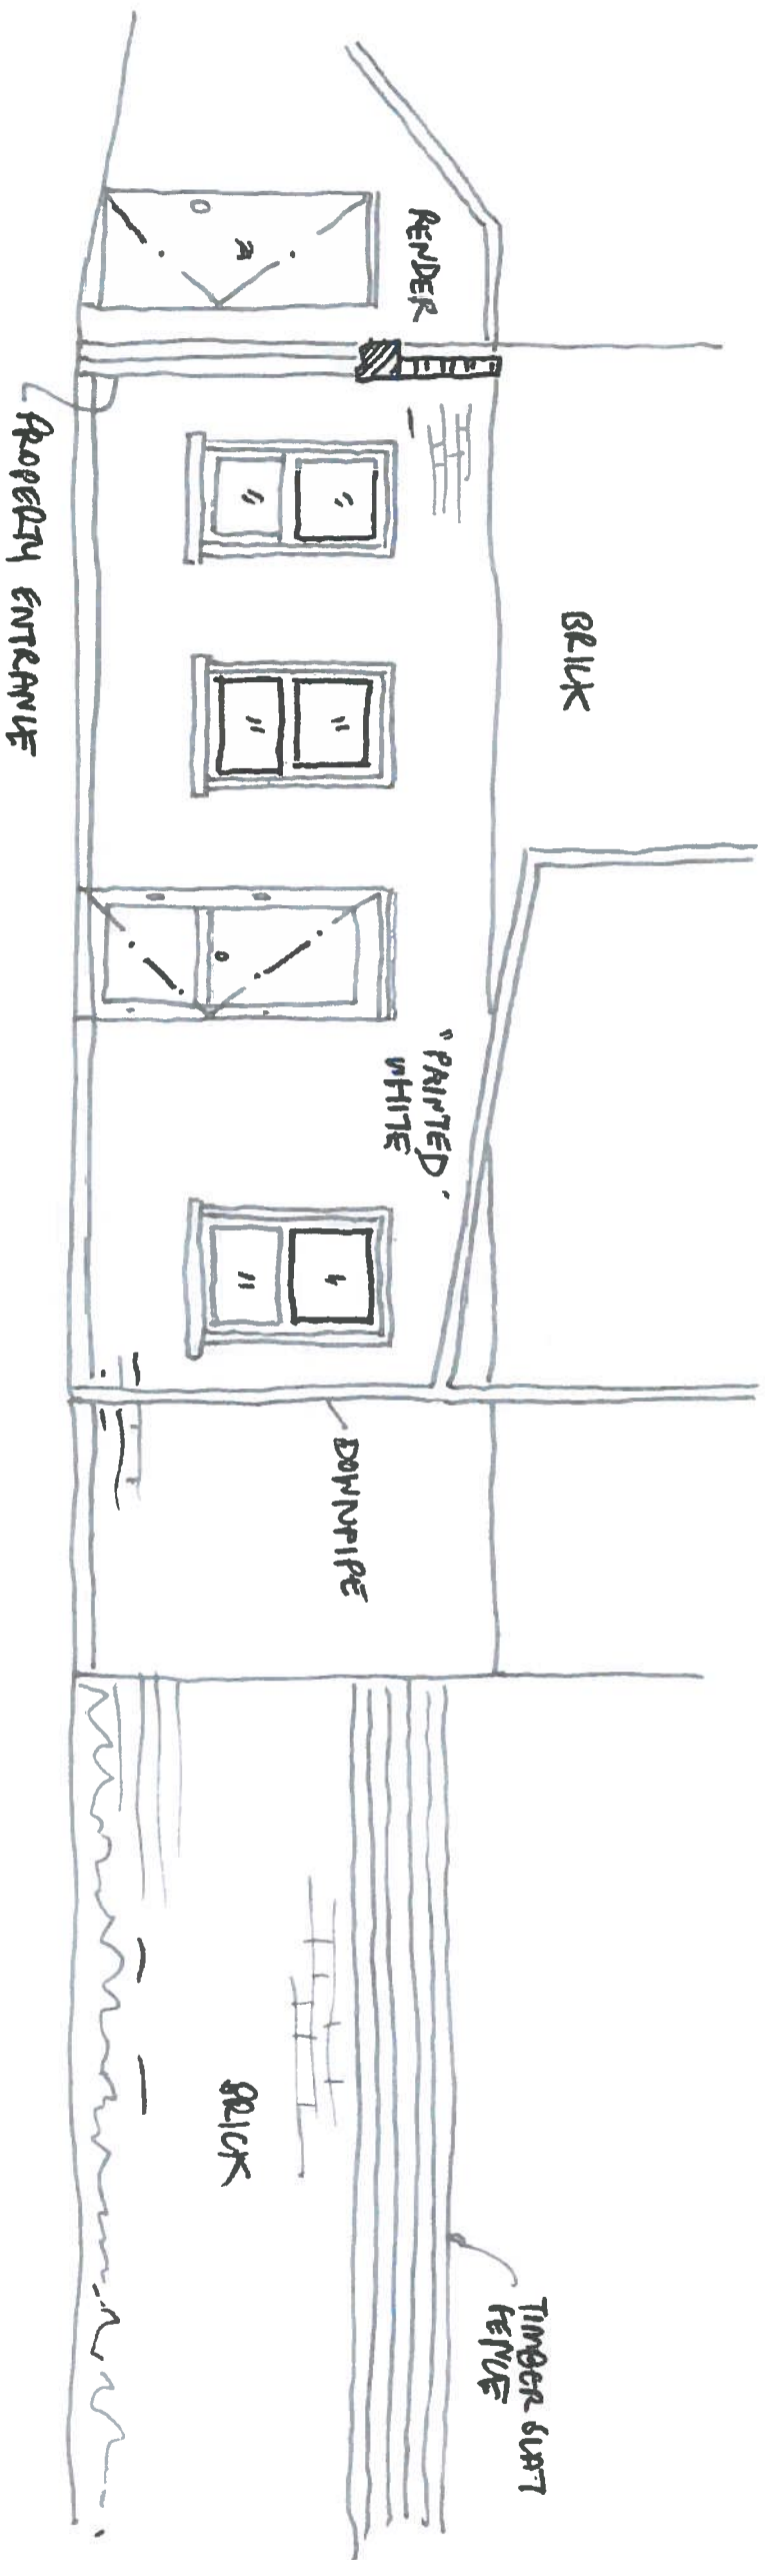 RENDER
PROPERTY ENTRANCE
BRICK
"PAINTED"
WHITE
DOWNPIPE
BRICK
TIMBER SLAT
FENCE